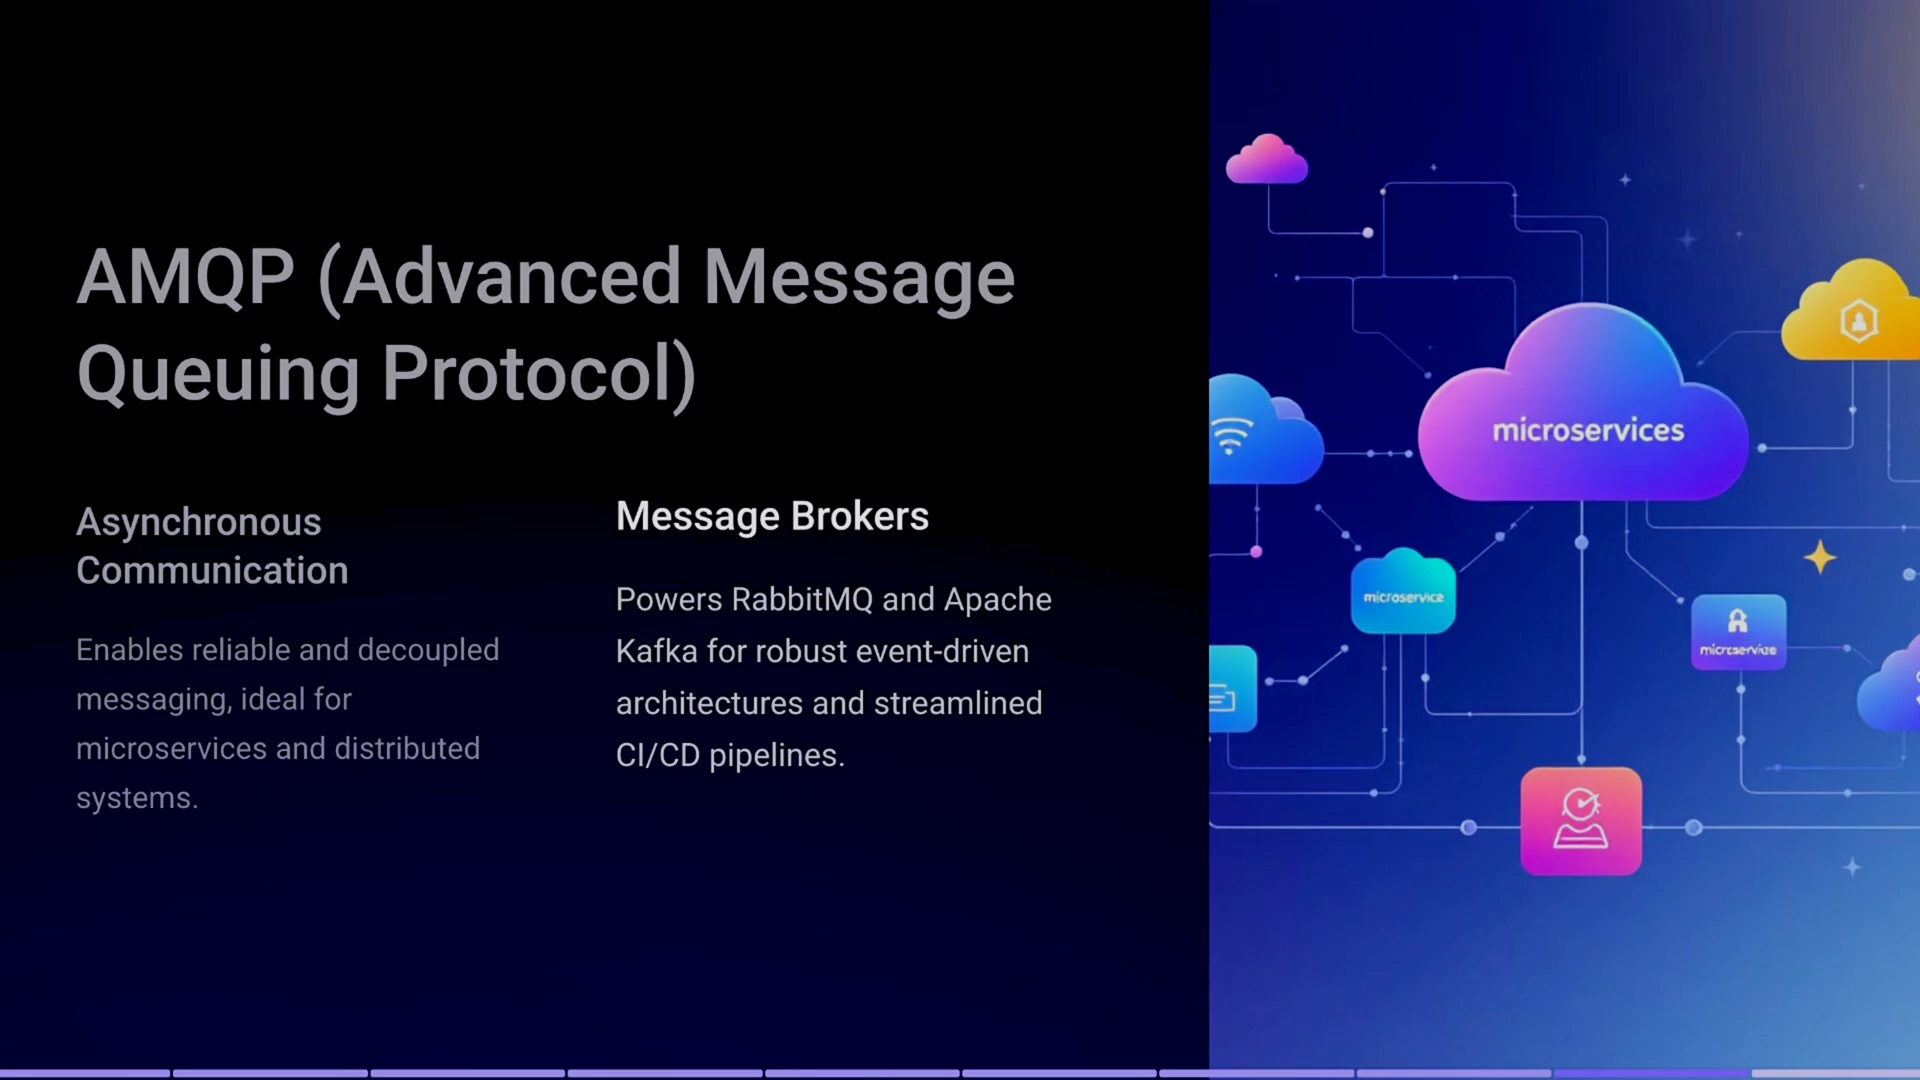 AMQP (Advanced Message
Queuing Protocol)
Asynchronous
Communication
Enables reliable and decoupled
messaging, ideal for
microservices and distributed
systems.
Message Brokers
Powers RabbitMQ and Apache
Kafka for robust event-driven
architectures and streamlined
CI/CD pipelines.
microservices
microservice